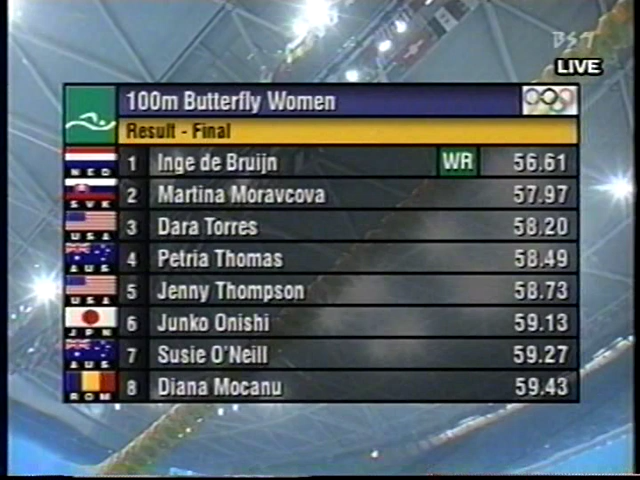 BST
LIVE
100m Butterfly Women
Result - Final
NED 1 Inge de Bruijn WR 56.61
SVK 2 Martina Moravcova 57.97
USA 3 Dara Torres 58.20
AUS 4 Petria Thomas 58.49
USA 5 Jenny Thompson 58.73
JPN 6 Junko Onishi 59.13
AUS 7 Susie O'Neill 59.27
ROM 8 Diana Mocanu 59.43